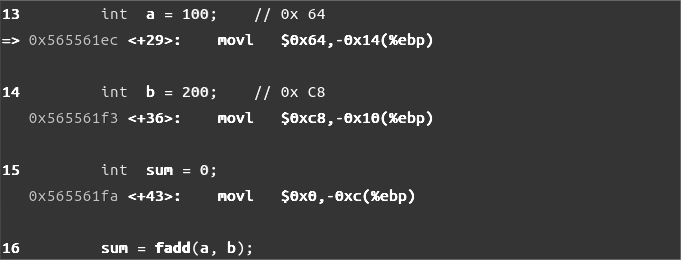 13         int  a = 100;    // 0x 64
=> 0x565561ec <+29>:    movl   $0x64,-0x14(%ebp)
14         int  b = 200;    // 0x C8
   0x565561f3 <+36>:    movl   $0xc8,-0x10(%ebp)
15         int  sum = 0;
   0x565561fa <+43>:    movl   $0x0,-0xc(%ebp)
16         sum = fadd(a, b);